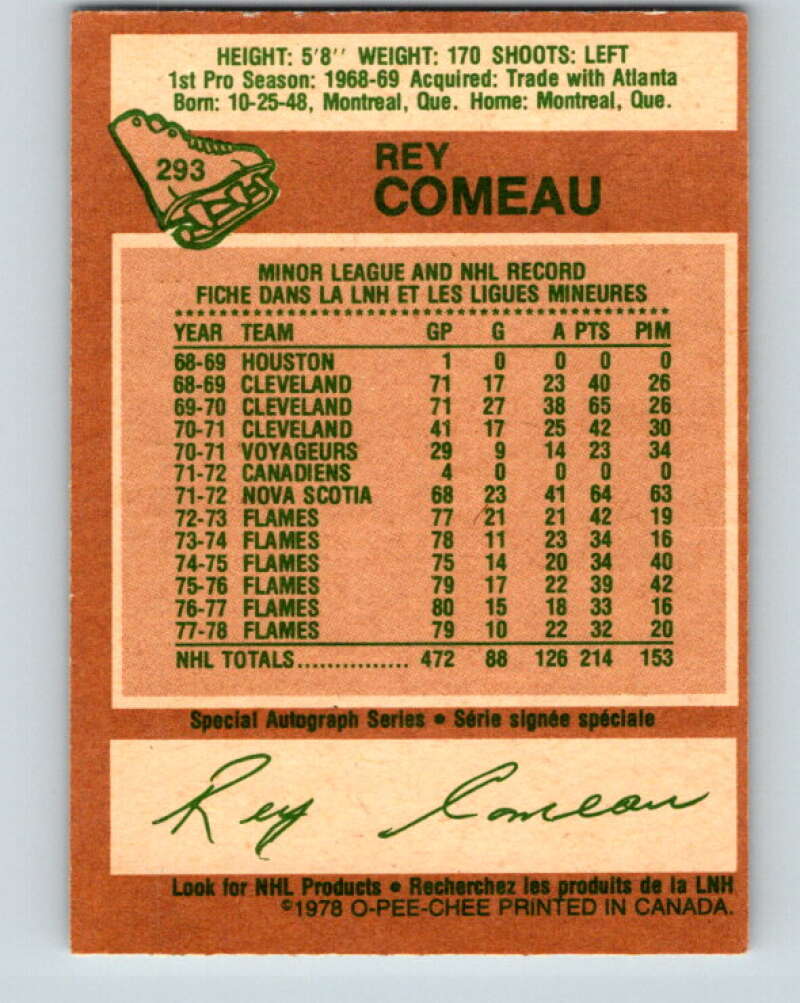 HEIGHT: 5'8'' WEIGHT: 170 SHOOTS: LEFT
1st Pro Season: 1968-69 Acquired: Trade with Atlanta
Born: 10-25-48, Montreal, Que. Home: Montreal, Que.
293
REY
COMEAU
MINOR LEAGUE AND NHL RECORD
FICHE DANS LA LNH ET LES LIGUES MINEURES
YEAR TEAM GP G A PTS PIM
68-69 HOUSTON 1 0 0 0 0
68-69 CLEVELAND 71 17 23 40 26
69-70 CLEVELAND 71 27 38 65 26
70-71 CLEVELAND 41 17 25 42 30
70-71 VOYAGEURS 29 9 14 23 34
71-72 CANADIENS 4 0 0 0 0
71-72 NOVA SCOTIA 68 23 41 64 63
72-73 FLAMES 77 21 21 42 19
73-74 FLAMES 78 11 23 34 16
74-75 FLAMES 75 14 20 34 40
75-76 FLAMES 79 17 22 39 42
76-77 FLAMES 80 15 18 33 16
77-78 FLAMES 79 10 22 32 20
NHL TOTALS............... 472 88 126 214 153
Special Autograph Series • Série signée spéciale
Rey Comeau
Look for NHL Products • Recherchez les produits de la LNH
©1978 O-PEE-CHEE PRINTED IN CANADA.